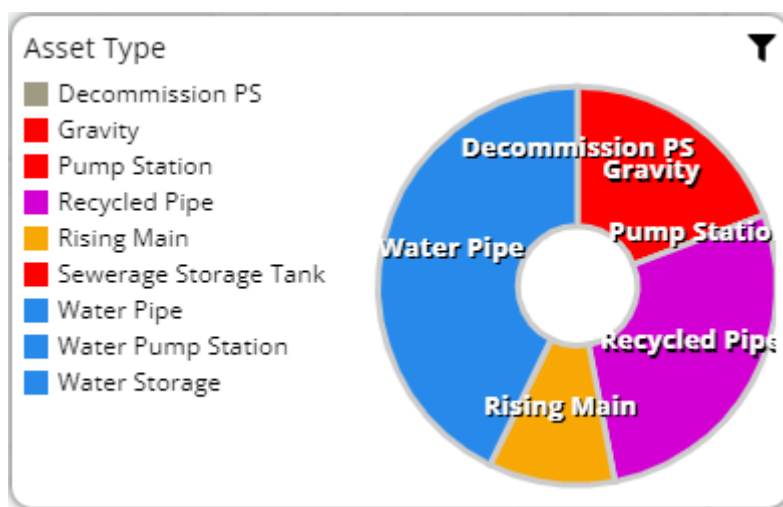 Asset Type
Decommission PS
Gravity
Pump Station
Recycled Pipe
Rising Main
Sewerage Storage Tank
Water Pipe
Water Pump Station
Water Storage
Decommission PS
Gravity
Pump Statio
Water Pipe
Recycled Pipe
Rising Main